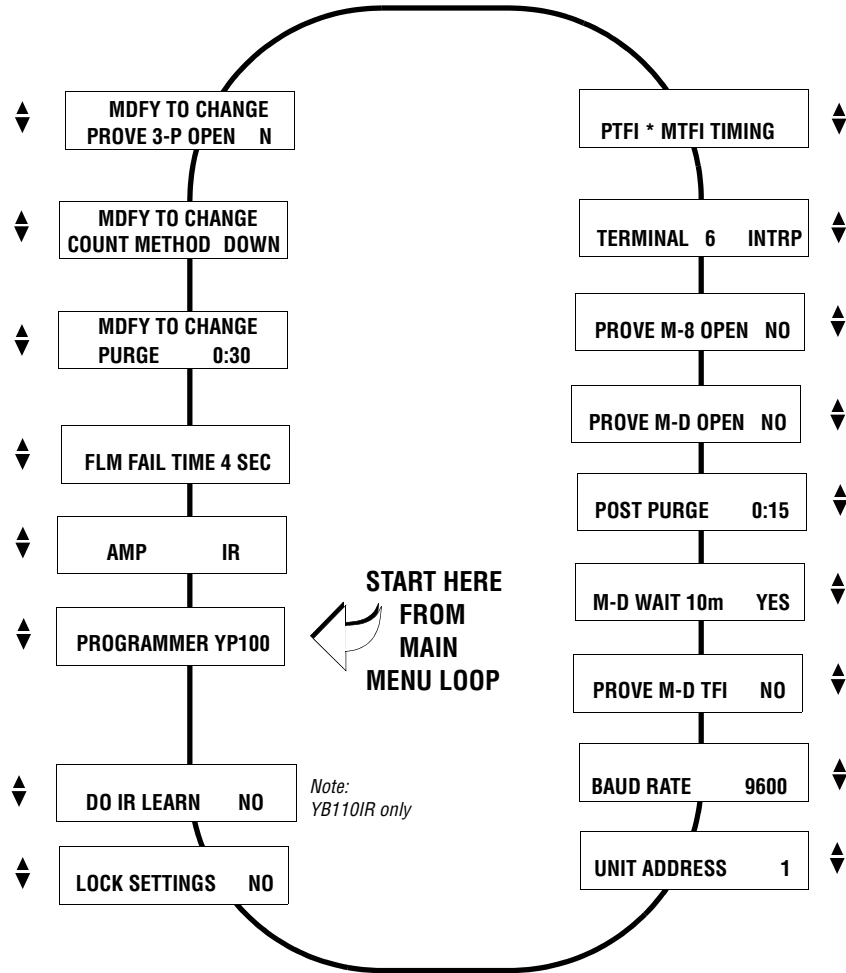 MDFY TO CHANGE
PROVE 3-P OPEN N
MDFY TO CHANGE
COUNT METHOD DOWN
MDFY TO CHANGE
PURGE 0:30
FLM FAIL TIME 4 SEC
AMP IR
PROGRAMMER YP100
START HERE
FROM
MAIN
MENU LOOP
DO IR LEARN NO
Note:
YB110IR only
LOCK SETTINGS NO
PTFI * MTFI TIMING
TERMINAL 6 INTRP
PROVE M-8 OPEN NO
PROVE M-D OPEN NO
POST PURGE 0:15
M-D WAIT 10m YES
PROVE M-D TFI NO
BAUD RATE 9600
UNIT ADDRESS 1